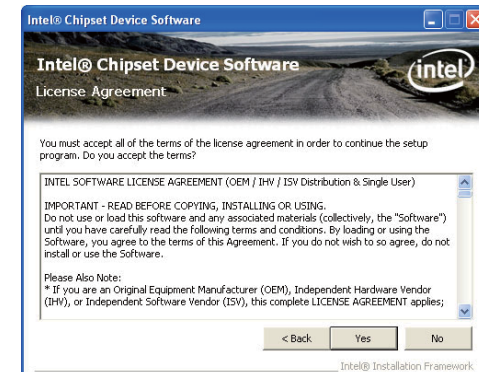 Intel® Chipset Device Software
Intel® Chipset Device Software
intel
License Agreement
You must accept all of the terms of the license agreement in order to continue the setup
program. Do you accept the terms?
INTEL SOFTWARE LICENSE AGREEMENT (OEM / IHV / ISV Distribution & Single User)
IMPORTANT - READ BEFORE COPYING, INSTALLING OR USING.
Do not use or load this software and any associated materials (collectively, the "Software")
until you have carefully read the following terms and conditions. By loading or using the
Software, you agree to the terms of this Agreement. If you do not wish to so agree, do not
install or use the Software.
Please Also Note:
* If you are an Original Equipment Manufacturer (OEM), Independent Hardware Vendor
(IHV), or Independent Software Vendor (ISV), this complete LICENSE AGREEMENT applies;
< Back
Yes
No
Intel® Installation Framework